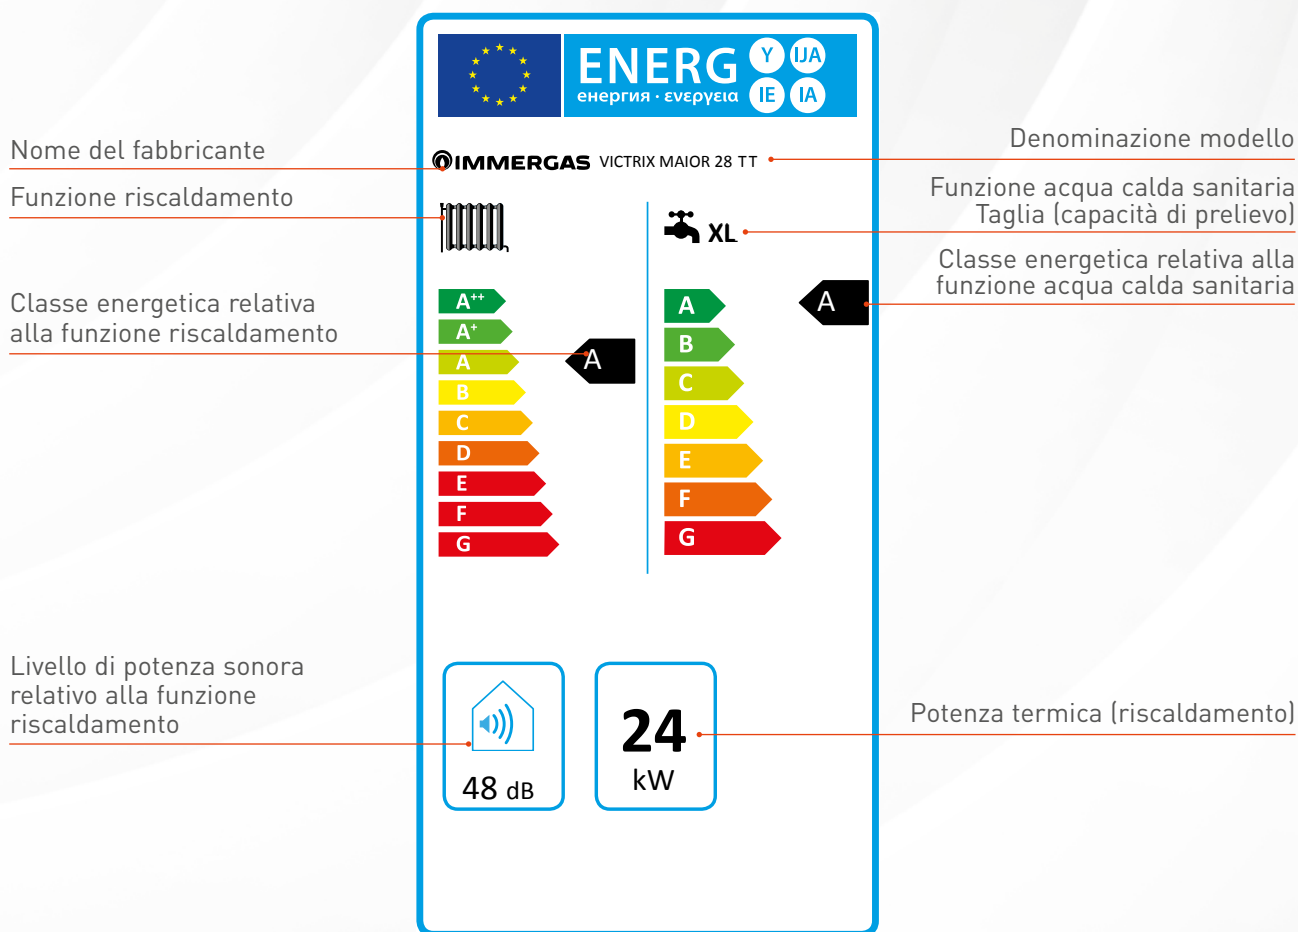 ENERG
енергия · ενεργεια
Y IJA
IE IA
Nome del fabbricante
IMMERGAS VICTRIX MAIOR 28 TT
Denominazione modello
Funzione riscaldamento
Funzione acqua calda sanitaria
Taglia (capacità di prelievo)
XL
Classe energetica relativa alla
funzione acqua calda sanitaria
Classe energetica relativa
alla funzione riscaldamento
A++
A+
A
B
C
D
E
F
G
A
A
B
C
D
E
F
G
A
Livello di potenza sonora
relativo alla funzione
riscaldamento
48 dB
24
kW
Potenza termica (riscaldamento)